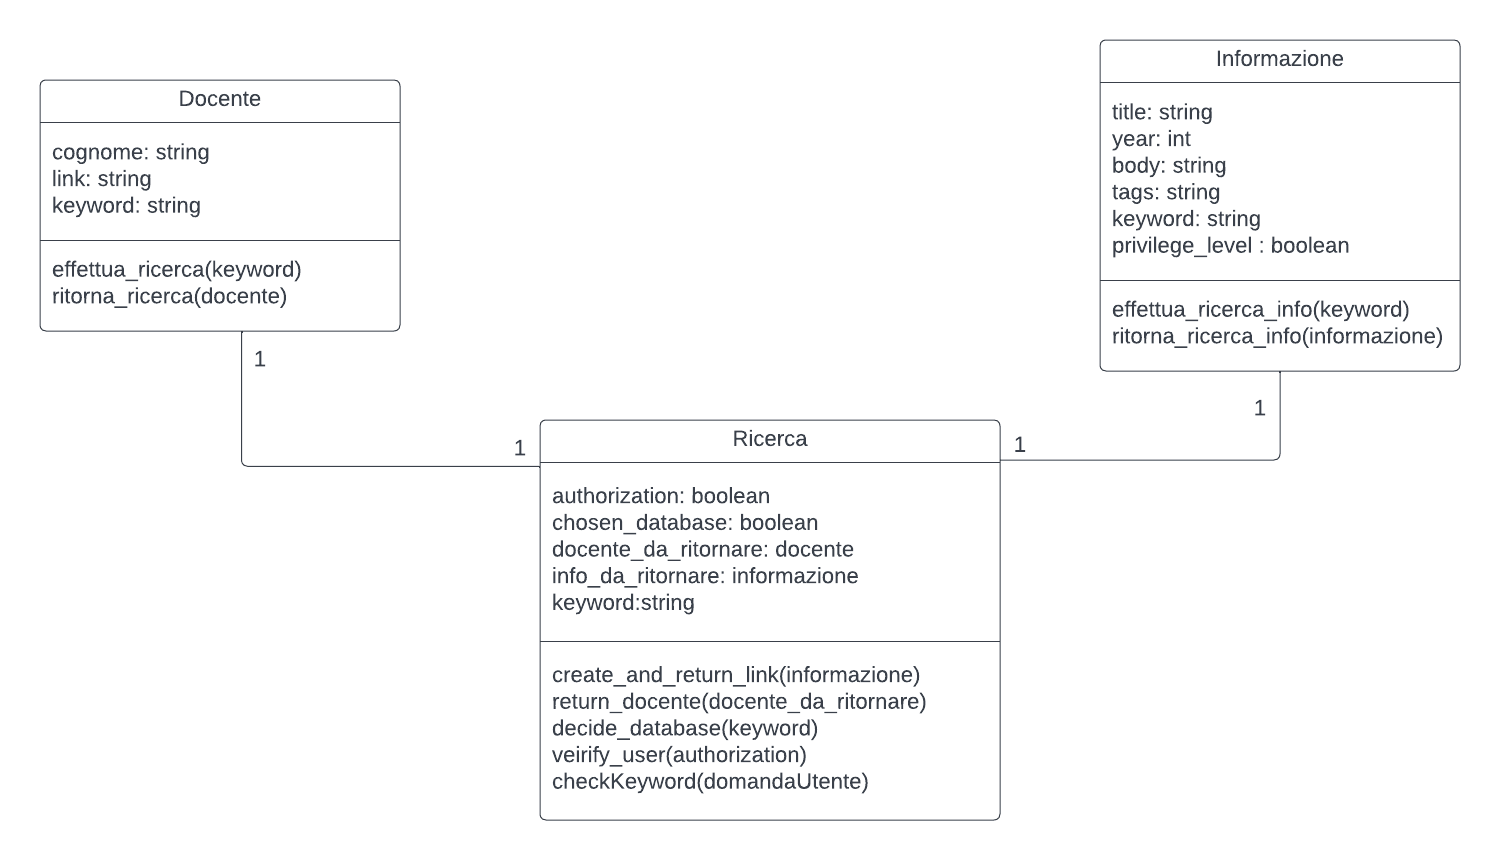 Docente
cognome: string
link: string
keyword: string
effettua_ricerca(keyword)
ritorna_ricerca(docente)
1
1
Informazione
title: string
year: int
body: string
tags: string
keyword: string
privilege_level : boolean
effettua_ricerca_info(keyword)
ritorna_ricerca_info(informazione)
1
1
Ricerca
authorization: boolean
chosen_database: boolean
docente_da_ritornare: docente
info_da_ritornare: informazione
keyword:string
create_and_return_link(informazione)
return_docente(docente_da_ritornare)
decide_database(keyword)
veirify_user(authorization)
checkKeyword(domandaUtente)